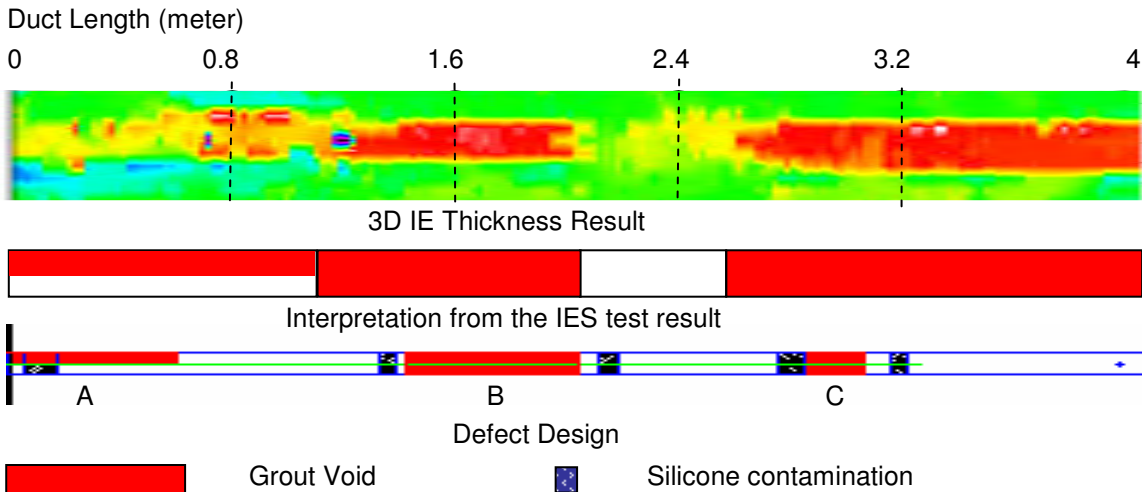 Duct Length (meter)
0 0.8 1.6 2.4 3.2 4
3D IE Thickness Result
Interpretation from the IES test result
A B C
Defect Design
Grout Void Silicone contamination